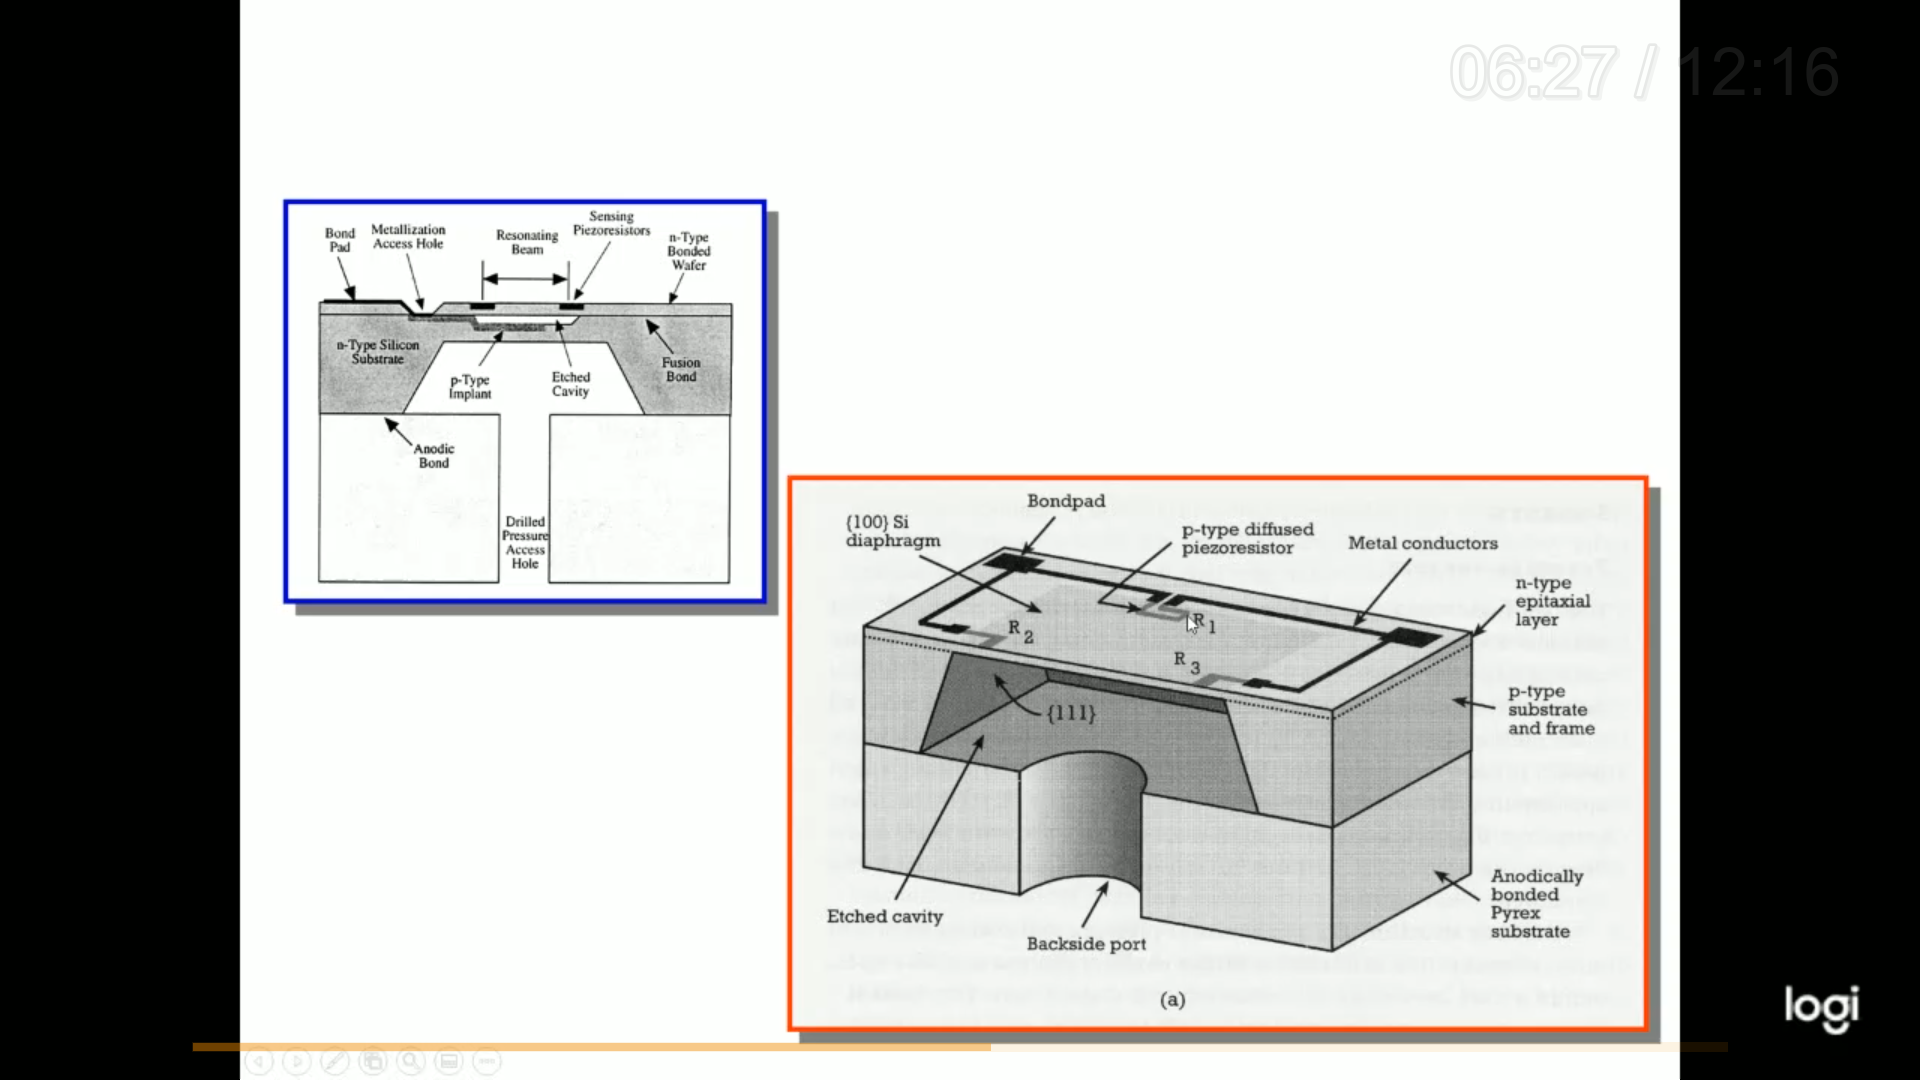 06:27 / 12:16
Bond
Pad
Metallization
Access Hole
Resonating
Beam
Sensing
Piezoresistors
n-Type
Bonded
Wafer
n-Type Silicon
Substrate
p-Type
Implant
Etched
Cavity
Fusion
Bond
Anodic
Bond
Drilled
Pressure
Access
Hole
Bondpad
{100} Si
diaphragm
p-type diffused
piezoresistor
Metal conductors
n-type
epitaxial
layer
R2
R1
R3
{111}
p-type
substrate
and frame
Etched cavity
Backside port
Anodically
bonded
Pyrex
substrate
(a)
logi